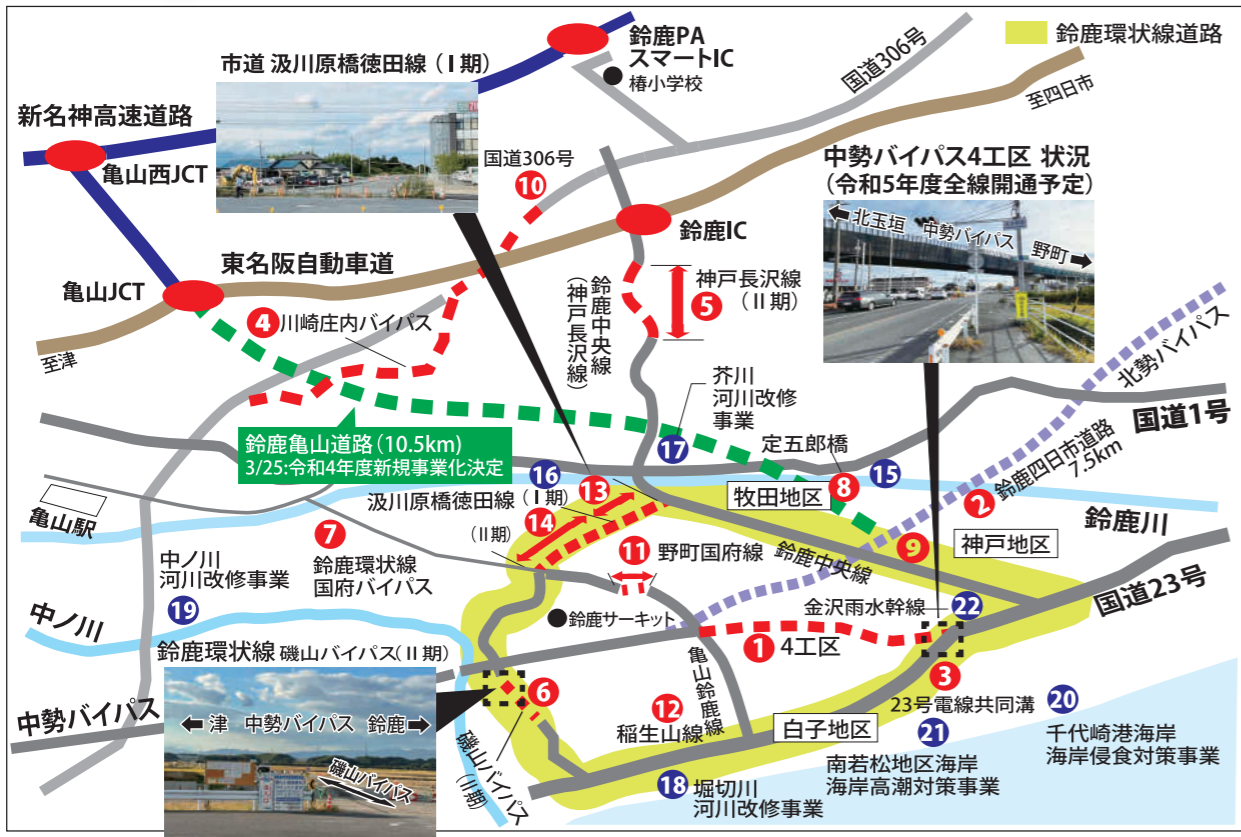 鈴鹿環状線道路
鈴鹿PA
スマートIC
椿小学校
国道306号
至四日市
市道 汲川原橋徳田線（Ⅰ期）
新名神高速道路
亀山西JCT
国道306号
10
中勢バイパス4工区 状況
（令和5年度全線開通予定）
北玉垣 中勢バイパス 野町
鈴鹿IC
東名阪自動車道
亀山JCT
至津
4 川崎庄内バイパス
鈴鹿中央線
（神戸長沢線）
神戸長沢線
5 （Ⅱ期）
北勢バイパス
国道1号
芥川
河川改修
事業
17
鈴鹿亀山道路（10.5km）
3/25:令和4年度新規事業化決定
定五郎橋
8
15
2 鈴鹿四日市道路
7.5km
16
13
汲川原橋徳田線（Ⅰ期）
14
（Ⅱ期）
牧田地区
鈴鹿川
亀山駅
7
鈴鹿環状線
国府バイパス
11 野町国府線
鈴鹿中央線
9
神戸地区
国道23号
中ノ川
河川改修事業
19
中ノ川
鈴鹿サーキット
金沢雨水幹線 22
1 4工区
亀山鈴鹿線
3
23号電線共同溝
鈴鹿環状線 磯山バイパス（Ⅱ期）
津 中勢バイパス 鈴鹿
磯山バイパス
中勢バイパス
6
磯山バイパス
（Ⅱ期）
12
稲生山線
白子地区
20
千代崎港海岸
海岸侵食対策事業
21
南若松地区海岸
海岸高潮対策事業
18 堀切川
河川改修事業